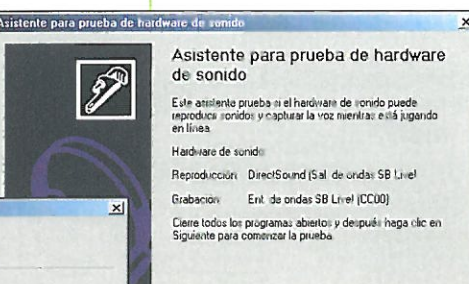 Asistente para prueba de hardware de sonido
Asistente para prueba de hardware
de sonido
Este asistente prueba si el hardware de sonido puede
reproducir sonidos y capturar la voz mientras está jugando
en línea.
Hardware de sonido:
Reproducción: DirectSound (Sal. de ondas SB Live!
Grabación: Ent. de ondas SB Live! [CC00]
Cierre todos los programas abiertos y después haga clic en
Siguiente para comenzar la prueba.